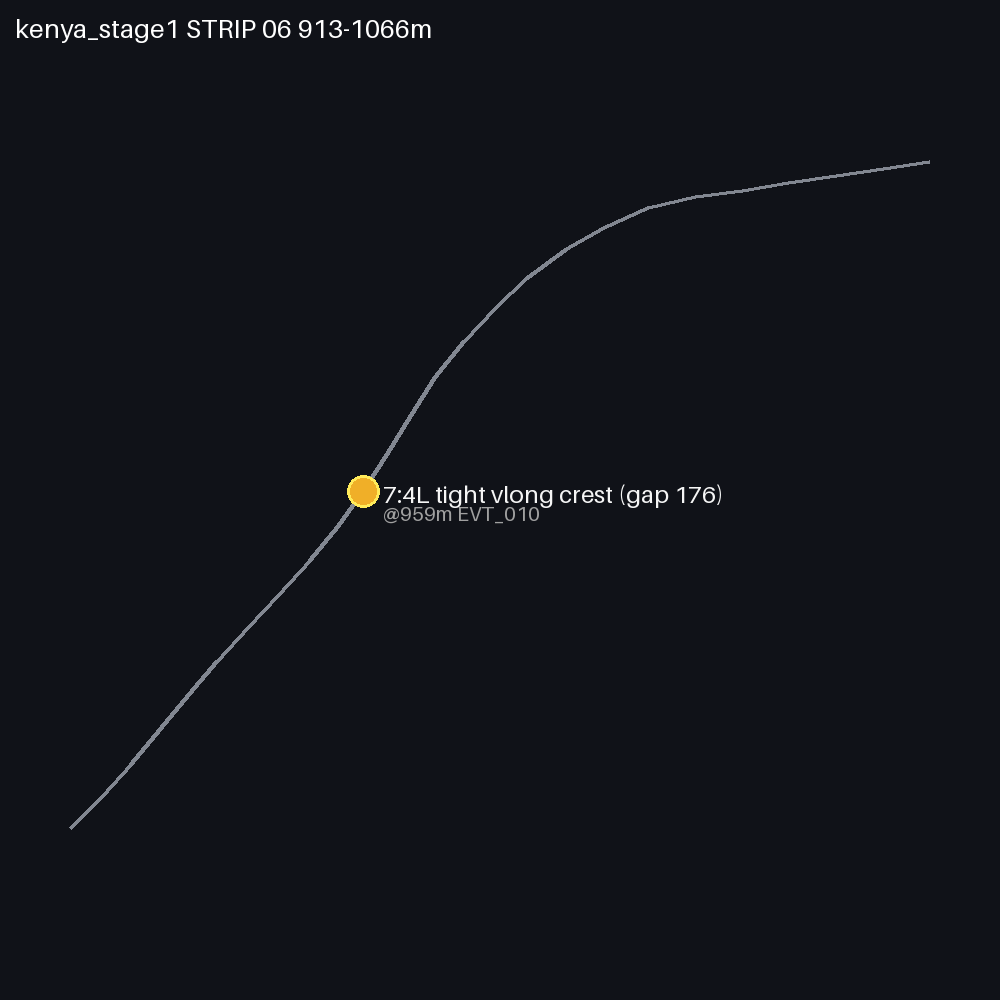 kenya_stage1 STRIP 06 913-1066m
7:4L tight vlong crest (gap 176)
@959m EVT_010